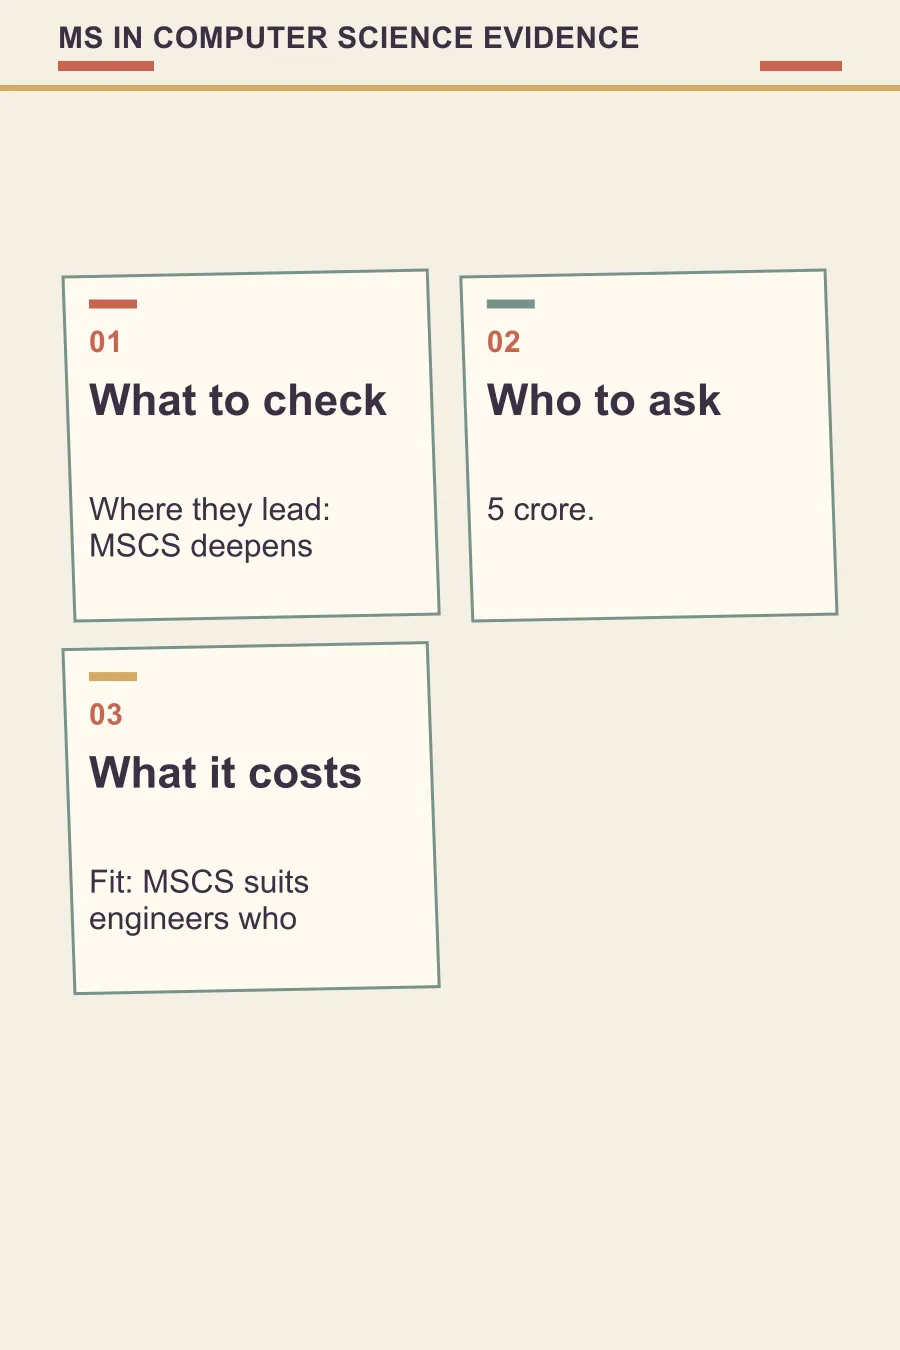 MS IN COMPUTER SCIENCE EVIDENCE
01
What to check
Where they lead:
MSCS deepens
02
Who to ask
5 crore.
03
What it costs
Fit: MSCS suits
engineers who